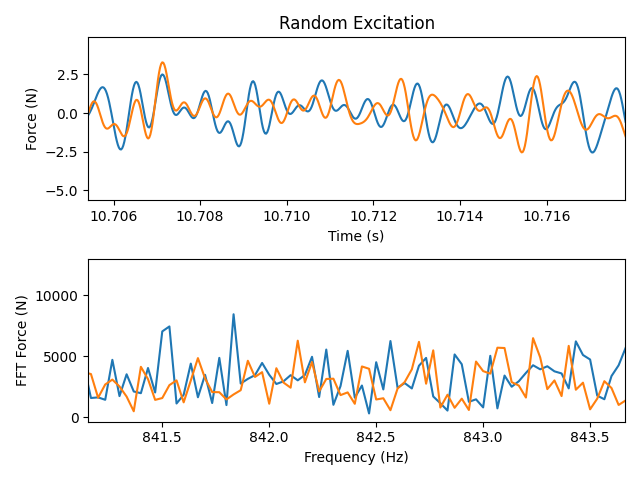 Random Excitation
Force (N)
2.5
0.0
−2.5
−5.0
10.706 10.708 10.710 10.712 10.714 10.716
Time (s)
FFT Force (N)
10000
5000
0
841.5 842.0 842.5 843.0 843.5
Frequency (Hz)